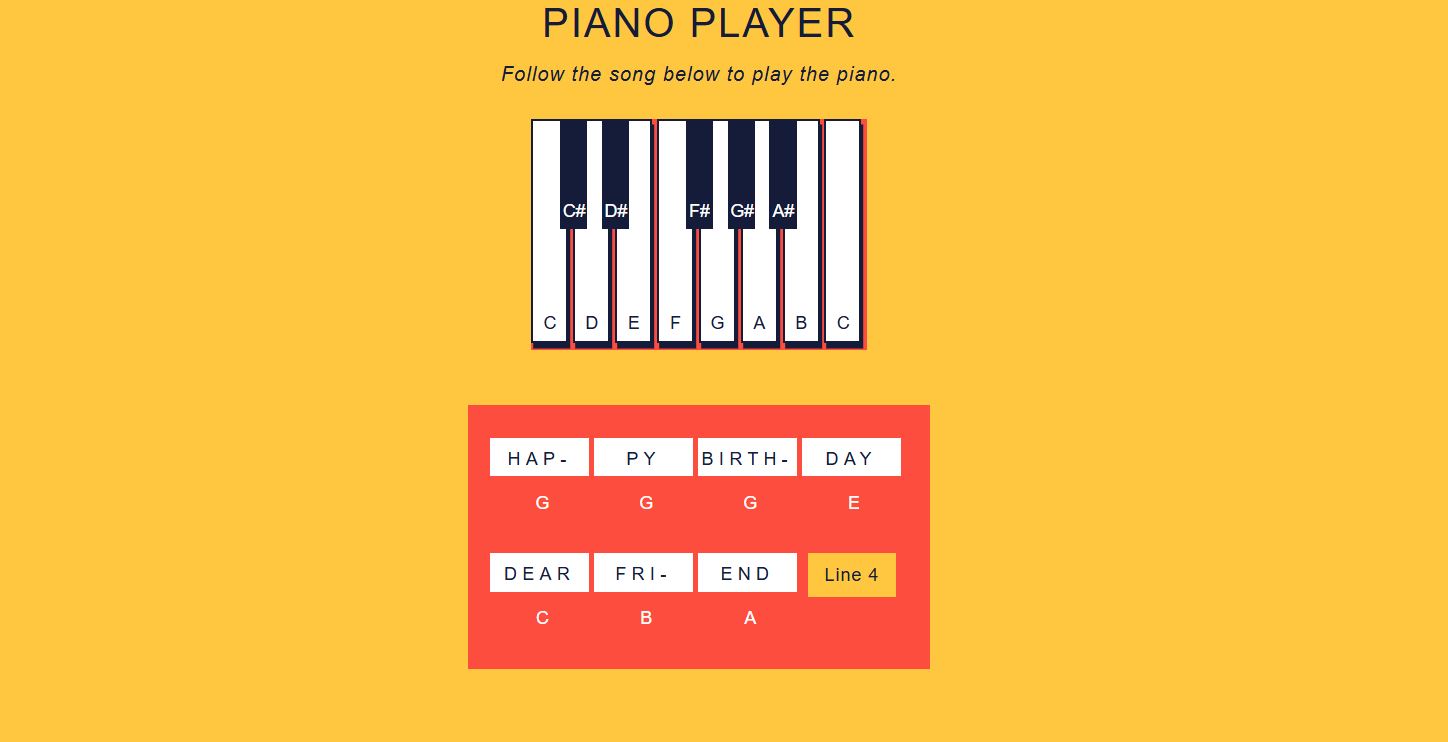 PIANO PLAYER
Follow the song below to play the piano.
C# D# F# G# A#
C D E F G A B C
HAP- PY BIRTH- DAY
G G G E
DEAR FRI- END Line 4
C B A